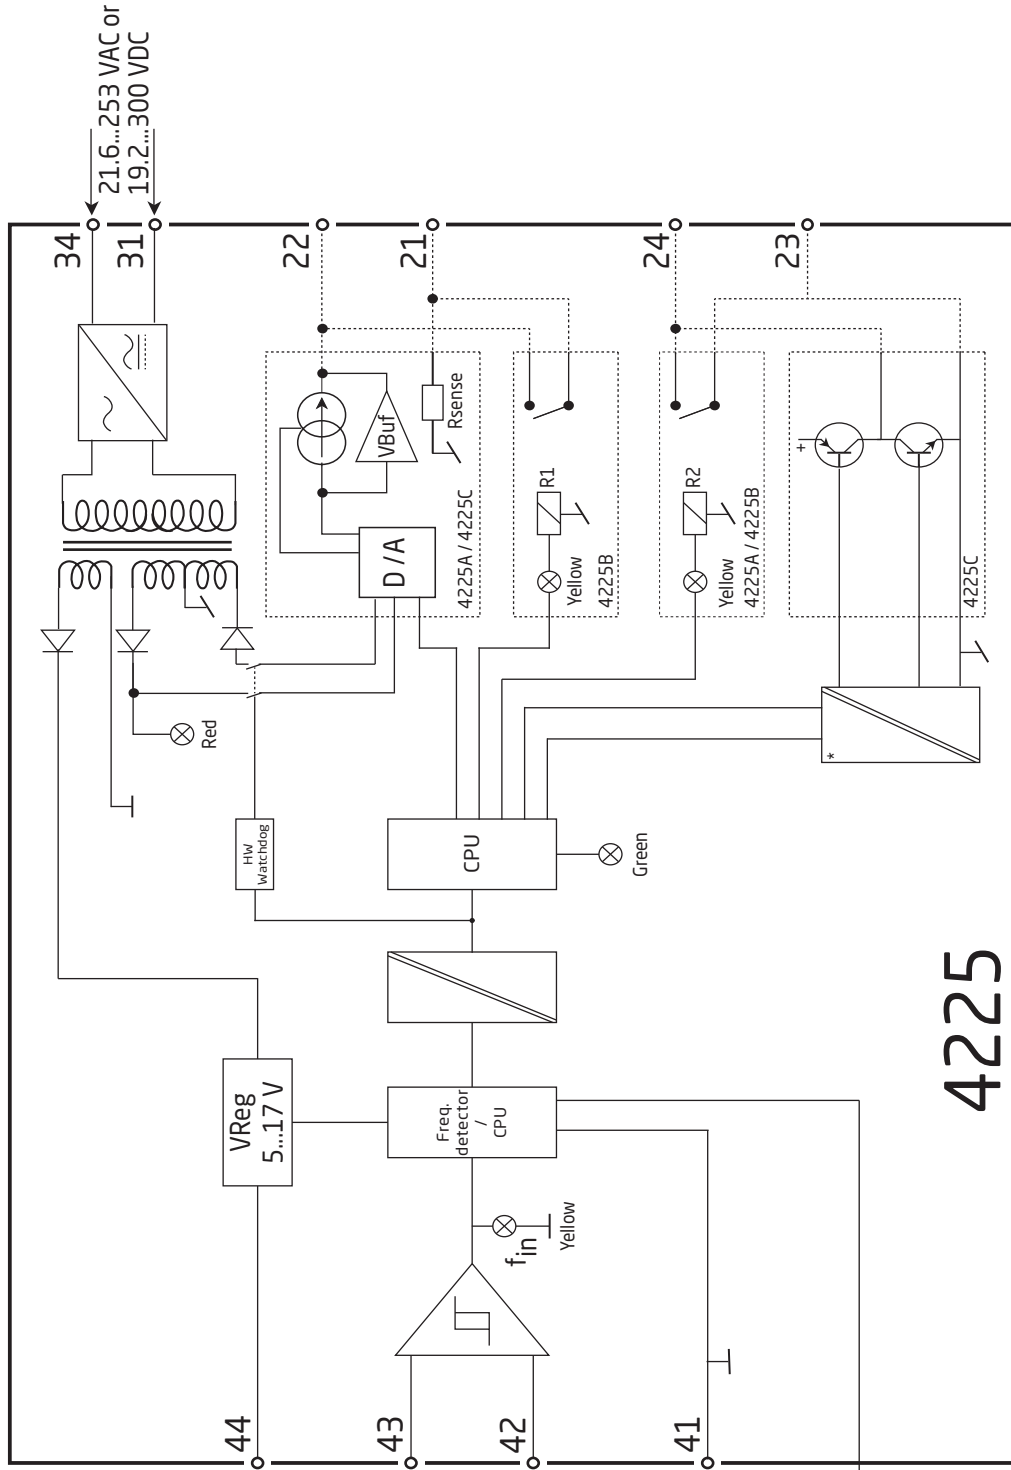 21.6...253 VAC or
19.2...300 VDC
34
31
22
21
24
23
VBuf
Rsense
D/A
4225A / 4225C
R1
Yellow
4225B
R2
Yellow
4225A / 4225B
+
4225C
*
Red
HW
Watchdog
CPU
Green
VReg
5...17 V
Freq.
detector
/
CPU
fin
Yellow
44
43
42
41
4225